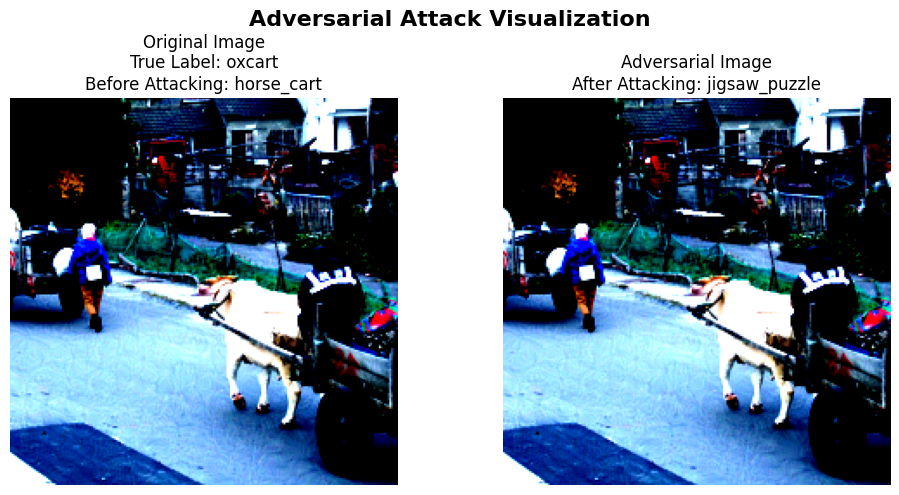 Adversarial Attack Visualization
Original Image
True Label: oxcart
Before Attacking: horse_cart
Adversarial Image
After Attacking: jigsaw_puzzle